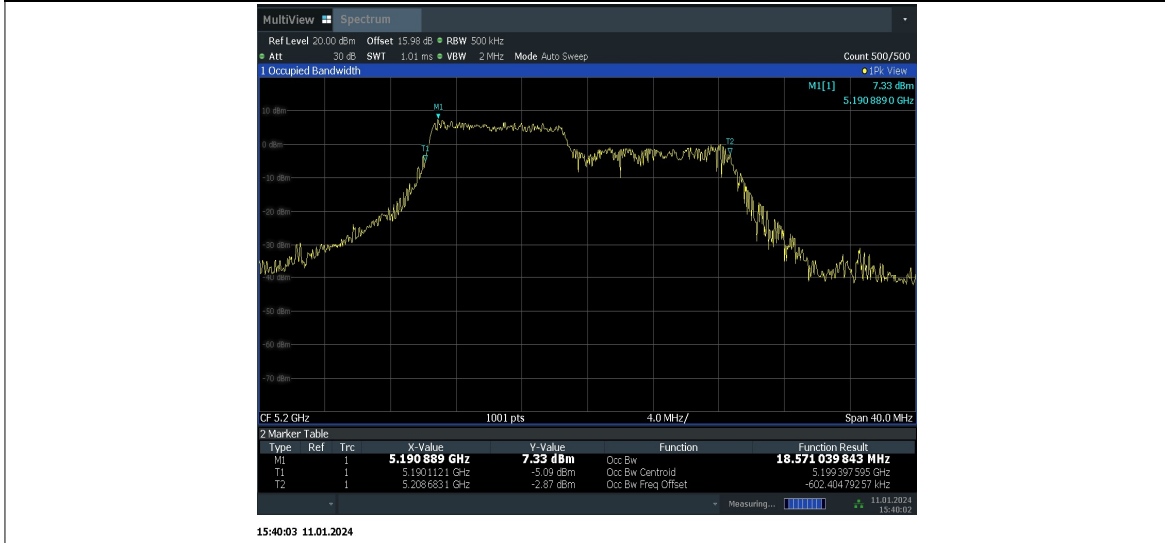 MultiView Spectrum
Ref Level 20.00 dBm Offset 15.98 dB RBW 500 kHz
Att 30 dB SWT 1.01 ms VBW 2 MHz Mode Auto Sweep Count 500/500
1 Occupied Bandwidth 1Pk View
M1[1] 7.33 dBm
5.190 889 0 GHz
10 dBm
M1
0 dBm
T1
T2
-10 dBm
-20 dBm
-30 dBm
-40 dBm
-50 dBm
-60 dBm
-70 dBm
CF 5.2 GHz 1001 pts 4.0 MHz/ Span 40.0 MHz
2 Marker Table
Type Ref Trc X-Value Y-Value Function Function Result
M1 1 5.190 889 GHz 7.33 dBm Occ Bw 18.571 039 843 MHz
T1 1 5.190 112 1 GHz -5.09 dBm Occ Bw Centroid 5.199 397 595 GHz
T2 1 5.208 683 1 GHz -2.87 dBm Occ Bw Freq Offset -602.404 792 57 kHz
Measuring... 11.01.2024
15:40:02
15:40:03 11.01.2024